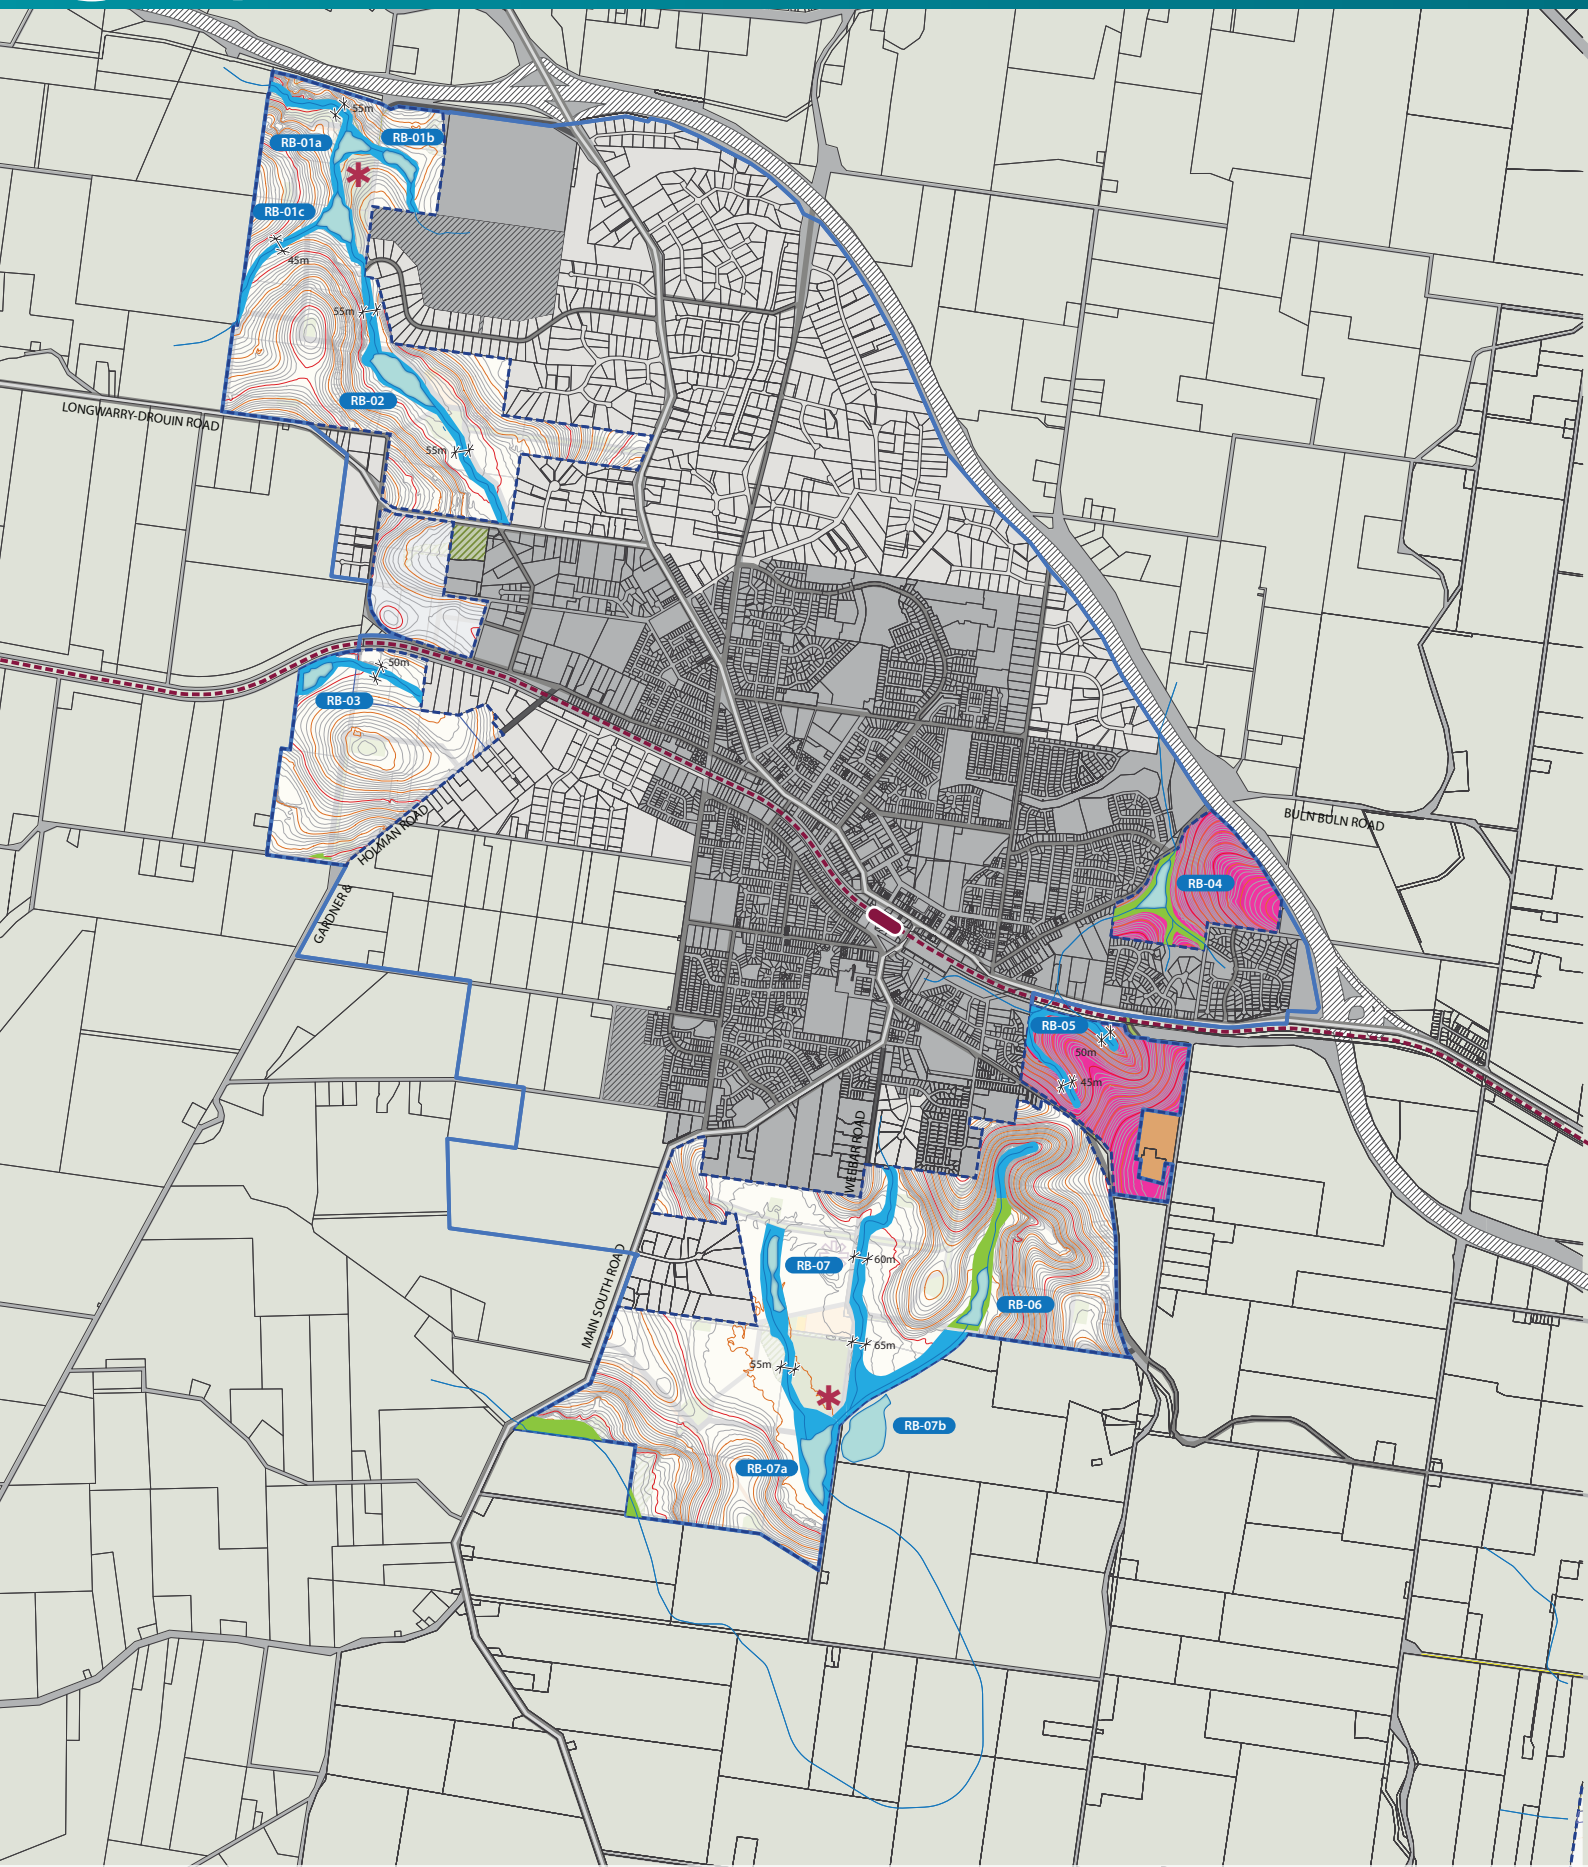 55m
RB-01b
RB-01a
RB-01c
45m
55m
RB-02
LONGWARRY-DROUIN ROAD
55m
50m
RB-03
BULN BULN ROAD
HOLMAN ROAD
GARDNER &
RB-04
RB-05
50m
45m
WEEBAR ROAD
MAIN SOUTH ROAD
RB-07
60m
RB-06
65m
55m
RB-07b
RB-07a